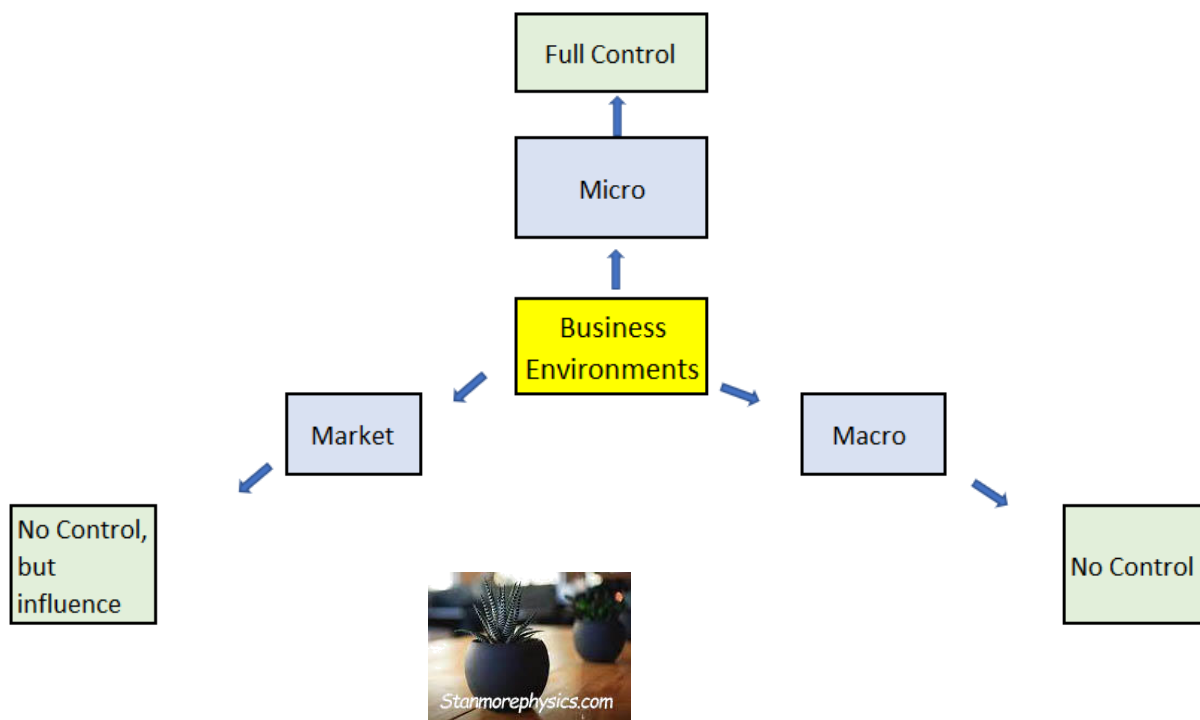 Full Control
Micro
Business
Environments
Market
Macro
No Control,
but
influence
No Control
Stanmorephysics.com